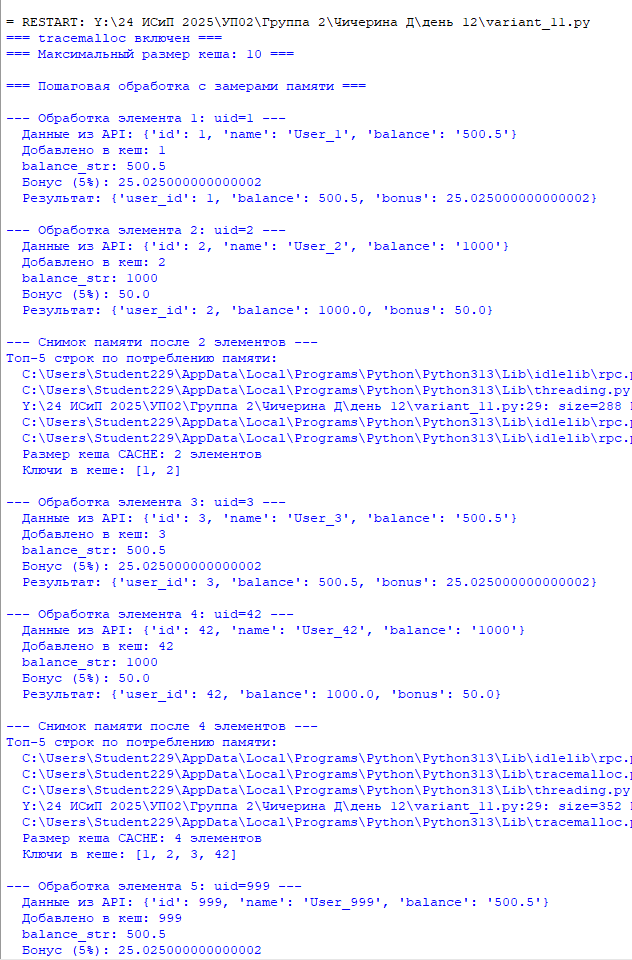 = RESTART: Y:\24 ИСиП 2025\УП02\Группа 2\Чичерина Д\день 12\variant_11.py
=== tracemalloc включен ===
=== Максимальный размер кеша: 10 ===
=== Пошаговая обработка с замерами памяти ===
--- Обработка элемента 1: uid=1 ---
Данные из API: {'id': 1, 'name': 'User_1', 'balance': '500.5'}
Добавлено в кеш: 1
balance_str: 500.5
Бонус (5%): 25.025000000000002
Результат: {'user_id': 1, 'balance': 500.5, 'bonus': 25.025000000000002}
--- Обработка элемента 2: uid=2 ---
Данные из API: {'id': 2, 'name': 'User_2', 'balance': '1000'}
Добавлено в кеш: 2
balance_str: 1000
Бонус (5%): 50.0
Результат: {'user_id': 2, 'balance': 1000.0, 'bonus': 50.0}
--- Снимок памяти после 2 элементов ---
Топ-5 строк по потреблению памяти:
C:\Users\Student229\AppData\Local\Programs\Python\Python313\Lib\idlelib\rpc.p
C:\Users\Student229\AppData\Local\Programs\Python\Python313\Lib\threading.py
Y:\24 ИСиП 2025\УП02\Группа 2\Чичерина Д\день 12\variant_11.py:29: size=288
C:\Users\Student229\AppData\Local\Programs\Python\Python313\Lib\idlelib\rpc.p
C:\Users\Student229\AppData\Local\Programs\Python\Python313\Lib\idlelib\rpc.p
Размер кеша CACHE: 2 элементов
Ключи в кеше: [1, 2]
--- Обработка элемента 3: uid=3 ---
Данные из API: {'id': 3, 'name': 'User_3', 'balance': '500.5'}
Добавлено в кеш: 3
balance_str: 500.5
Бонус (5%): 25.025000000000002
Результат: {'user_id': 3, 'balance': 500.5, 'bonus': 25.025000000000002}
--- Обработка элемента 4: uid=42 ---
Данные из API: {'id': 42, 'name': 'User_42', 'balance': '1000'}
Добавлено в кеш: 42
balance_str: 1000
Бонус (5%): 50.0
Результат: {'user_id': 42, 'balance': 1000.0, 'bonus': 50.0}
--- Снимок памяти после 4 элементов ---
Топ-5 строк по потреблению памяти:
C:\Users\Student229\AppData\Local\Programs\Python\Python313\Lib\idlelib\rpc.p
C:\Users\Student229\AppData\Local\Programs\Python\Python313\Lib\tracemalloc.p
C:\Users\Student229\AppData\Local\Programs\Python\Python313\Lib\threading.py
Y:\24 ИСиП 2025\УП02\Группа 2\Чичерина Д\день 12\variant_11.py:29: size=352
C:\Users\Student229\AppData\Local\Programs\Python\Python313\Lib\tracemalloc.p
Размер кеша CACHE: 4 элементов
Ключи в кеше: [1, 2, 3, 42]
--- Обработка элемента 5: uid=999 ---
Данные из API: {'id': 999, 'name': 'User_999', 'balance': '500.5'}
Добавлено в кеш: 999
balance_str: 500.5
Бонус (5%): 25.025000000000002